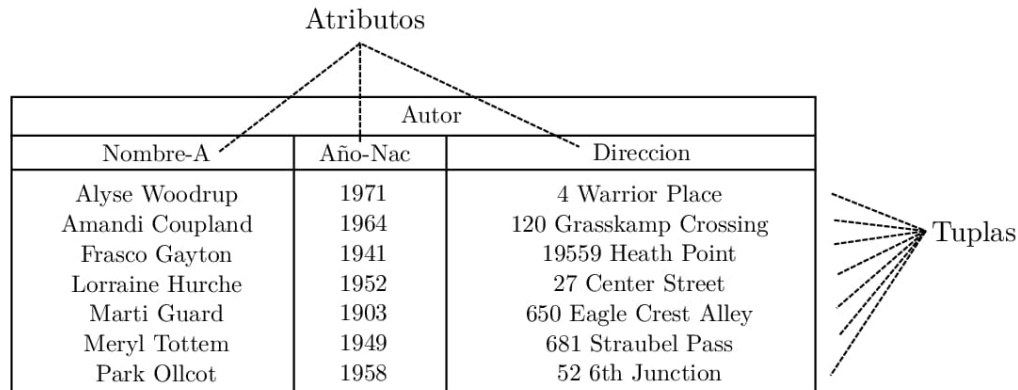 Atributos
Autor
Nombre-A Año-Nac Direccion
Alyse Woodrup 1971 4 Warrior Place
Amandi Coupland 1964 120 Grasskamp Crossing
Frasco Gayton 1941 19559 Heath Point
Tuplas
Lorraine Hurche 1952 27 Center Street
Marti Guard 1903 650 Eagle Crest Alley
Meryl Tottem 1949 681 Straubel Pass
Park Ollcot 1958 52 6th Junction